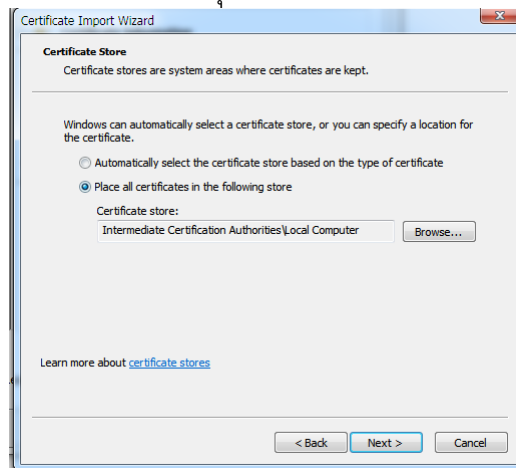 Certificate Import Wizard
Certificate Store
Certificate stores are system areas where certificates are kept.
Windows can automatically select a certificate store, or you can specify a location for
the certificate.
Automatically select the certificate store based on the type of certificate
Place all certificates in the following store
Certificate store:
Intermediate Certification Authorities\Local Computer
Browse...
Learn more about certificate stores
< Back
Next >
Cancel